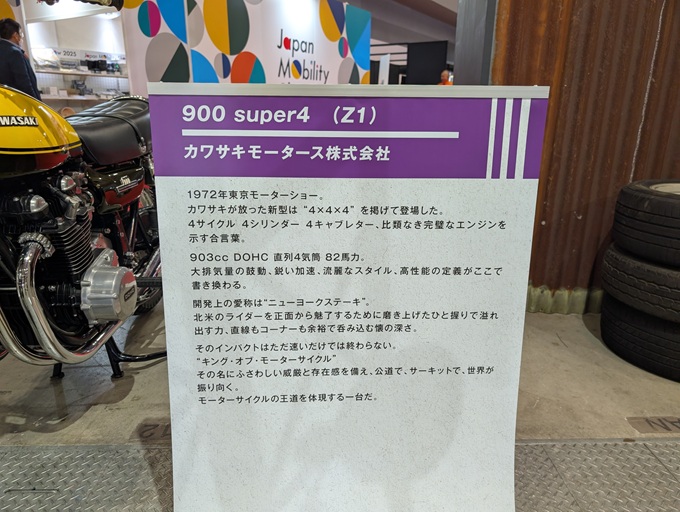 Japan
Mobility
2025
KAWASAKI
900 super4 （Z1）
カワサキモータース株式会社
1972年東京モーターショー。
カワサキが放った新型は “4×4×4” を掲げて登場した。
4サイクル 4シリンダー 4キャブレター、比類なき完璧なエンジンを
示す合言葉。
903cc DOHC 直列4気筒 82馬力。
大排気量の鼓動、鋭い加速、流麗なスタイル、高性能の定義がここで
書き換わる。
開発上の愛称は“ニューヨークステーキ”。
北米のライダーを正面から魅了するために磨き上げたひと握りで溢れ
出す力、直線もコーナーも余裕で呑み込む懐の深さ。
そのインパクトはただ速いだけでは終わらない。
“キング・オブ・モーターサイクル”
その名にふさわしい威厳と存在感を備え、公道で、サーキットで、世界が
振り向く。
モーターサイクルの王道を体現する一台だ。